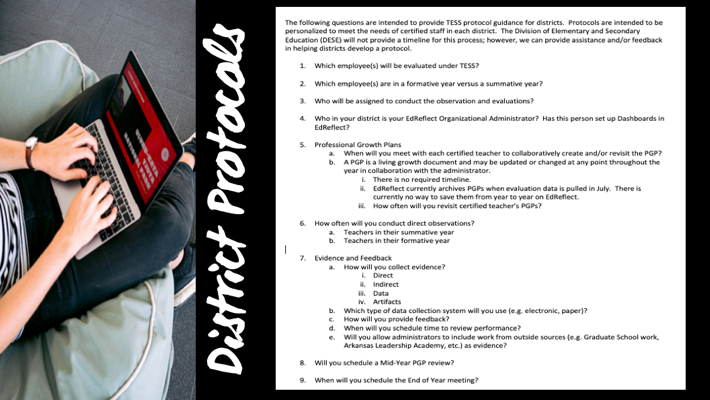 District Protocols
The following questions are intended to provide TESS protocol guidance for districts.  Protocols are intended to be
personalized to meet the needs of certified staff in each district.  The Division of Elementary and Secondary
Education (DESE) will not provide a timeline for this process; however, we can provide assistance and/or feedback
in helping districts develop a protocol.
1. Which employee(s) will be evaluated under TESS?
2. Which employee(s) are in a formative year versus a summative year?
3. Who will be assigned to conduct the observation and evaluations?
4. Who in your district is your EdReflect Organizational Administrator?  Has this person set up Dashboards in
EdReflect?
5. Professional Growth Plans
a. When will you meet with each certified teacher to collaboratively create and/or revisit the PGP?
b. A PGP is a living growth document and may be updated or changed at any point throughout the
year in collaboration with the administrator.
i. There is no required timeline.
ii. EdReflect currently archives PGPs when evaluation data is pulled in July.  There is
currently no way to save them from year to year on EdReflect.
iii. How often will you revisit certified teacher's PGPs?
6. How often will you conduct direct observations?
a. Teachers in their summative year
b. Teachers in their formative year
7. Evidence and Feedback
a. How will you collect evidence?
i. Direct
ii. Indirect
iii. Data
iv. Artifacts
b. Which type of data collection system will you use (e.g. electronic, paper)?
c. How will you provide feedback?
d. When will you schedule time to review performance?
e. Will you allow administrators to include work from outside sources (e.g. Graduate School work,
Arkansas Leadership Academy, etc.) as evidence?
8. Will you schedule a Mid-Year PGP review?
9. When will you schedule the End of Year meeting?